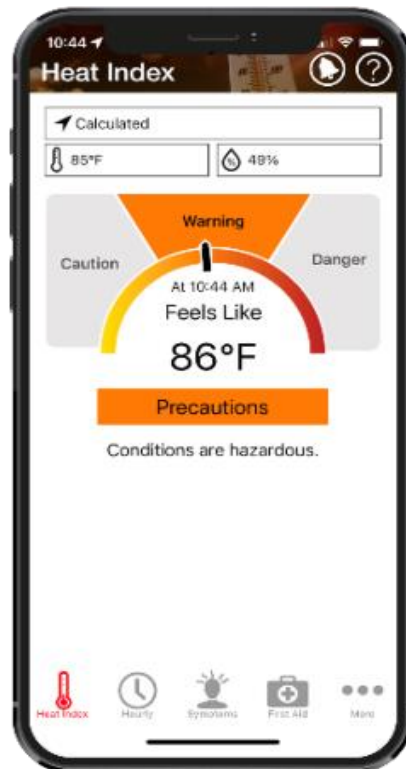 10:44
Heat Index
Calculated
85°F
49%
Warning
Caution
Danger
At 10:44 AM
Feels Like
86°F
Precautions
Conditions are hazardous.
Heat Index
Hourly
Symptoms
First Aid
More